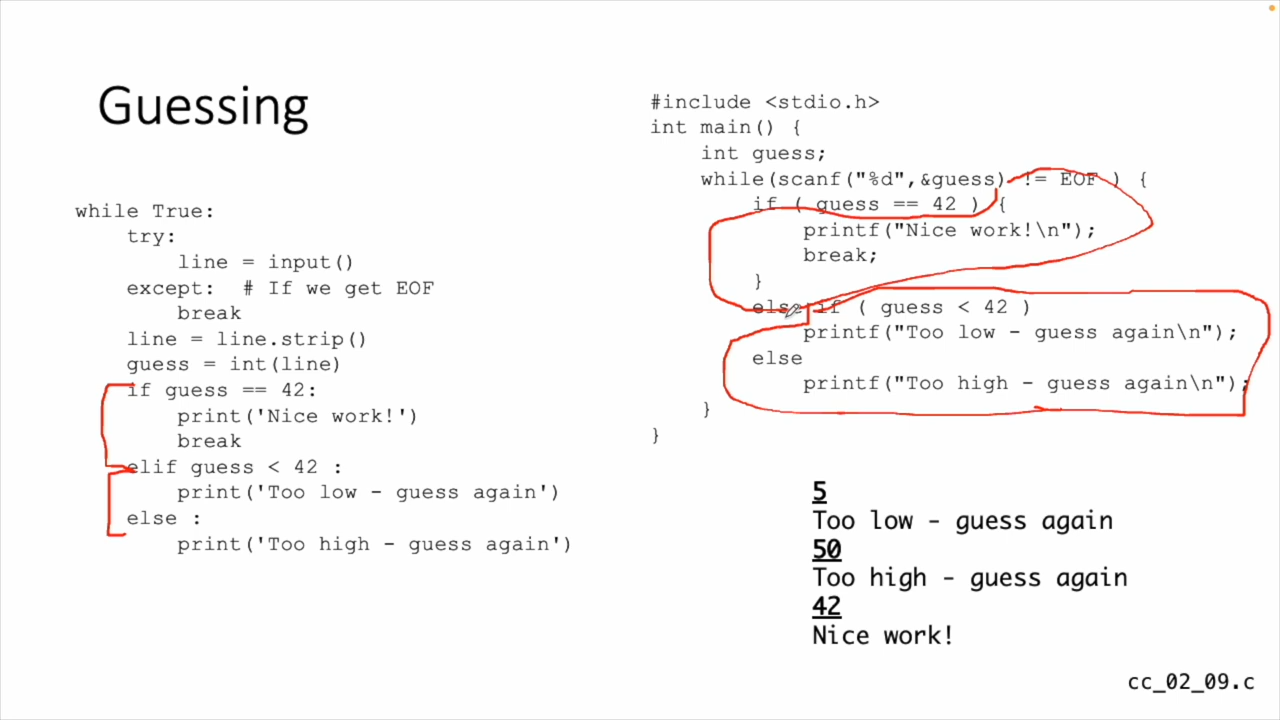 Guessing
while True:
    try:
        line = input()
    except:  # If we get EOF
        break
    line = line.strip()
    guess = int(line)
    if guess == 42:
        print('Nice work!')
        break
    elif guess < 42 :
        print('Too low - guess again')
    else :
        print('Too high - guess again')
#include <stdio.h>
int main() {
    int guess;
    while(scanf("%d",&guess) != EOF ) {
        if ( guess == 42 ) {
            printf("Nice work!\n");
            break;
        }
        else if ( guess < 42 )
            printf("Too low - guess again\n");
        else
            printf("Too high - guess again\n");
    }
}
5
Too low - guess again
50
Too high - guess again
42
Nice work!
cc_02_09.c